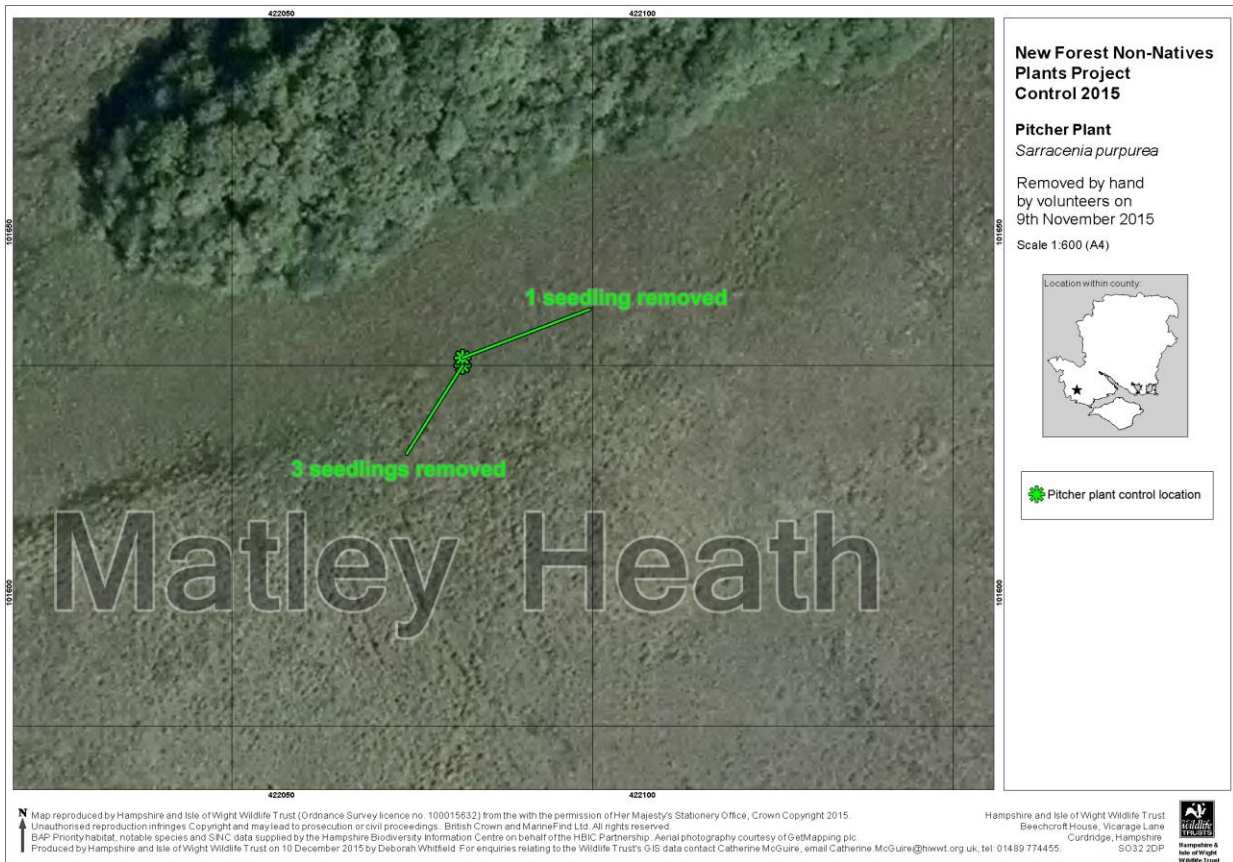 422050
422100
New Forest Non-Natives
Plants Project
Control 2015
Pitcher Plant
Sarracenia purpurea
Removed by hand
by volunteers on
9th November 2015
Scale 1:600 (A4)
101650
101650
Location within county:
1 seedling removed
3 seedlings removed
Pitcher plant control location
Matley Heath
101600
101600
422050
422100
N
Map reproduced by Hampshire and Isle of Wight Wildlife Trust (Ordnance Survey licence no. 100015632) from the with the permission of Her Majesty's Stationery Office, Crown Copyright 2015.
Unauthorised reproduction infringes Copyright and may lead to prosecution or civil proceedings. British Crown and MarineFind Ltd. All rights reserved.
BAP Priority habitat, notable species and SINC data supplied by the Hampshire Biodiversity Information Centre on behalf of the HBIC Partnership. Aerial photography courtesy of GetMapping plc.
Produced by Hampshire and Isle of Wight Wildlife Trust on 10 December 2015 by Deborah Whitfield For enquiries relating to the Wildlife Trust's GIS data contact Catherine McGuire, email Catherine.McGuire@hiwwt.org.uk, tel: 01489 774455.
Hampshire and Isle of Wight Wildlife Trust
Beechcroft House, Vicarage Lane
Curdridge, Hampshire
SO32 2DP
wildlife
TRUSTS
Hampshire &
Isle of Wight
Wildlife Trust